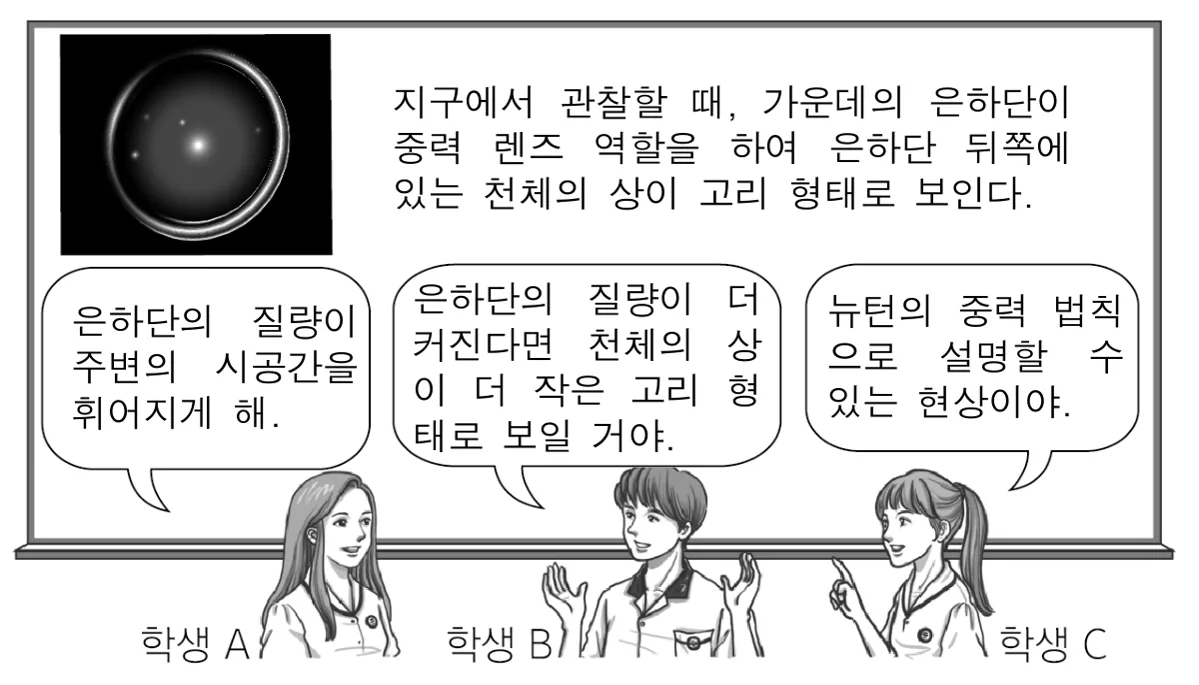 지구에서 관찰할 때, 가운데의 은하단이
중력 렌즈 역할을 하여 은하단 뒤쪽에
있는 천체의 상이 고리 형태로 보인다.
은하단의 질량이
주변의 시공간을
휘어지게 해.
은하단의 질량이 더
커진다면 천체의 상
이 더 작은 고리 형
태로 보일 거야.
뉴턴의 중력 법칙
으로 설명할 수
있는 현상이야.
학생 A
학생 B
학생 C